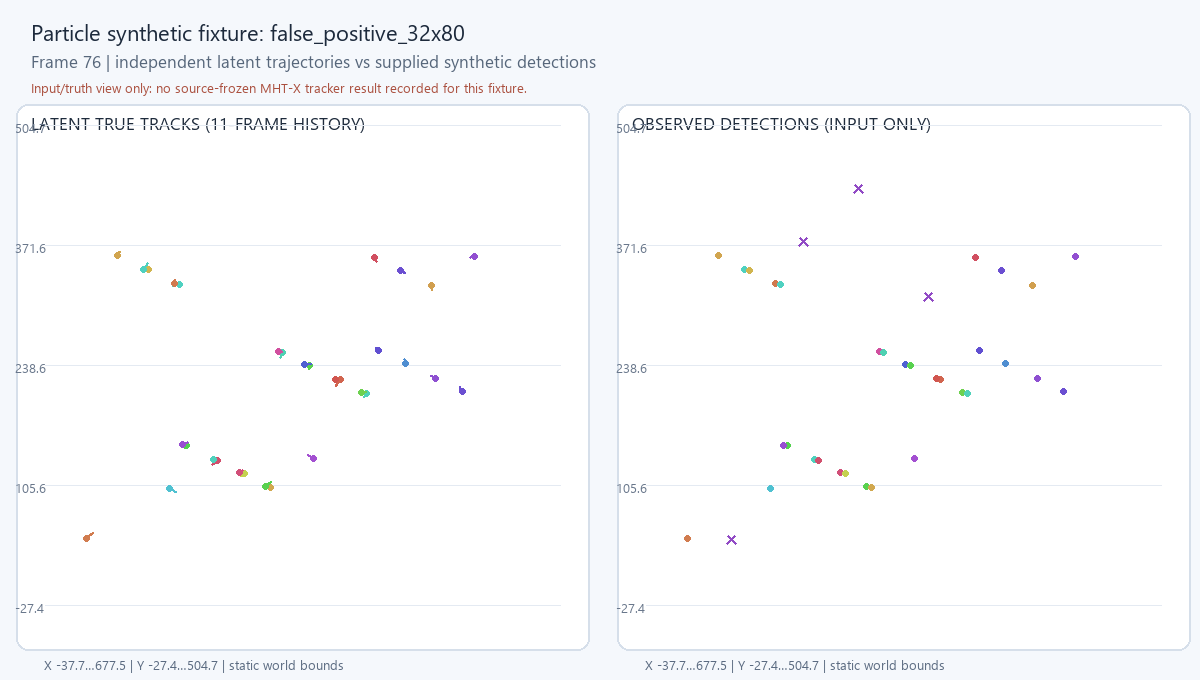 Particle synthetic fixture: false_positive_32x80
Frame 76 | independent latent trajectories vs supplied synthetic detections
Input/truth view only: no source-frozen MHT-X tracker result recorded for this fixture.
LATENT TRUE TRACKS (11-FRAME HISTORY)
504.7
371.6
238.6
105.6
-27.4
X -37.7...677.5 | Y -27.4...504.7 | static world bounds
OBSERVED DETECTIONS (INPUT ONLY)
504.7
371.6
238.6
105.6
-27.4
X -37.7...677.5 | Y -27.4...504.7 | static world bounds